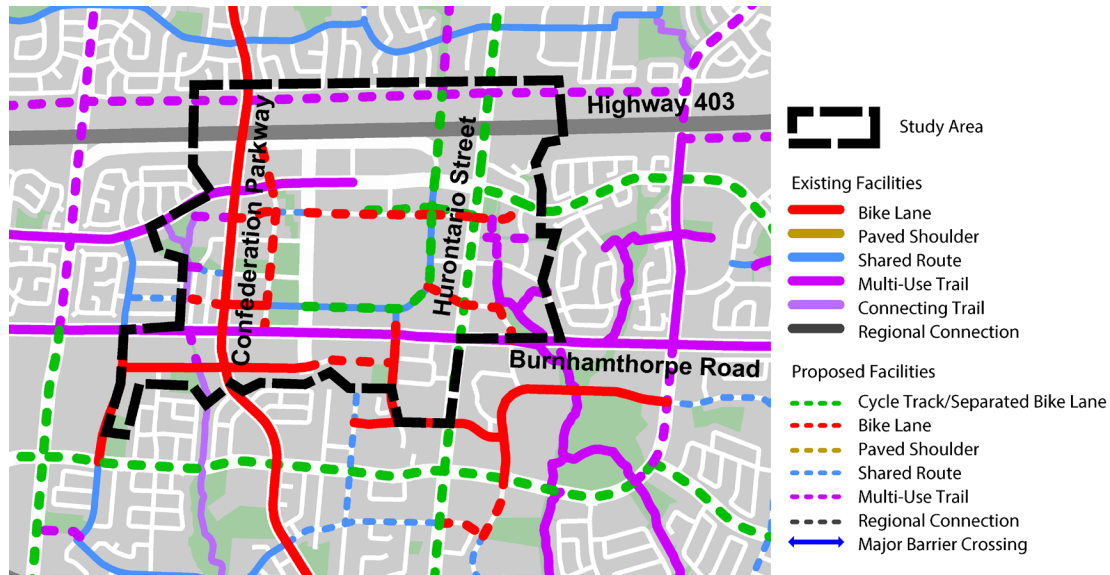 Highway 403
Confederation Parkway
Hurontario Street
Burnhamthorpe Road
Study Area
Existing Facilities
Bike Lane
Paved Shoulder
Shared Route
Multi-Use Trail
Connecting Trail
Regional Connection
Proposed Facilities
Cycle Track/Separated Bike Lane
Bike Lane
Paved Shoulder
Shared Route
Multi-Use Trail
Regional Connection
Major Barrier Crossing